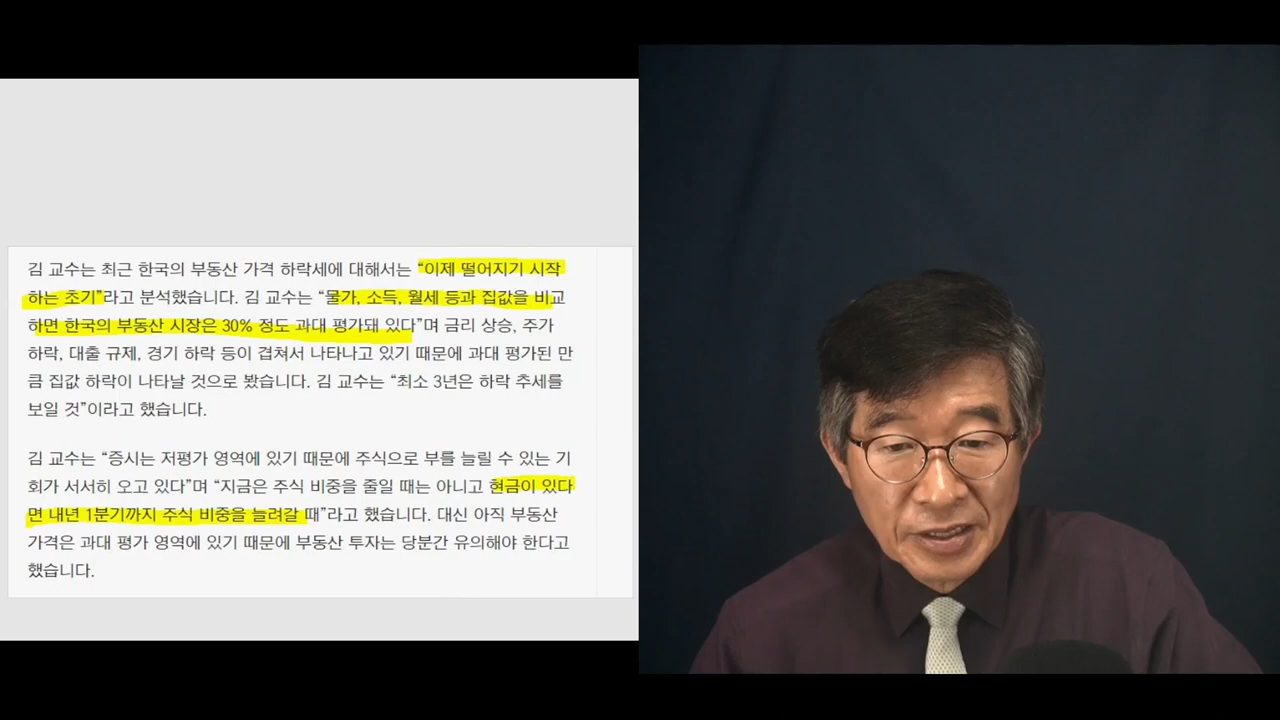 김 교수는 최근 한국의 부동산 가격 하락세에 대해서는 “이제 떨어지기 시작
하는 초기”라고 분석했습니다. 김 교수는 “물가, 소득, 월세 등과 집값을 비교
하면 한국의 부동산 시장은 30% 정도 과대 평가돼 있다”며 금리 상승, 주가
하락, 대출 규제, 경기 하락 등이 겹쳐서 나타나고 있기 때문에 과대 평가된 만
큼 집값 하락이 나타날 것으로 봤습니다. 김 교수는 “최소 3년은 하락 추세를
보일 것”이라고 했습니다.
김 교수는 “증시는 저평가 영역에 있기 때문에 주식으로 부를 늘릴 수 있는 기
회가 서서히 오고 있다”며 “지금은 주식 비중을 줄일 때는 아니고 현금이 있다
면 내년 1분기까지 주식 비중을 늘려갈 때”라고 했습니다. 대신 아직 부동산
가격은 과대 평가 영역에 있기 때문에 부동산 투자는 당분간 유의해야 한다고
했습니다.